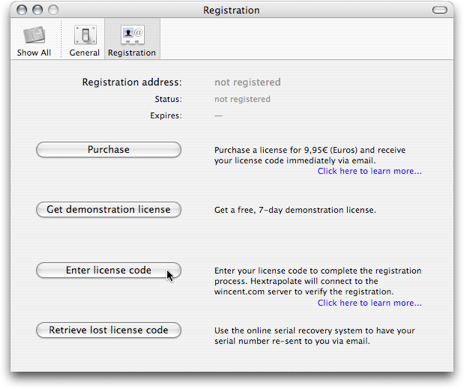 Registration
Show All
General
Registration
Registration address: not registered
Status: not registered
Expires: —
Purchase
Purchase a license for 9,95€ (Euros) and receive
your license code immediately via email.
Click here to learn more...
Get demonstration license
Get a free, 7-day demonstration license.
Enter license code
Enter your license code to complete the registration
process. Hextrapolate will connect to the
wincent.com server to verify the registration.
Click here to learn more...
Retrieve lost license code
Use the online serial recovery system to have your
serial number re-sent to you via email.